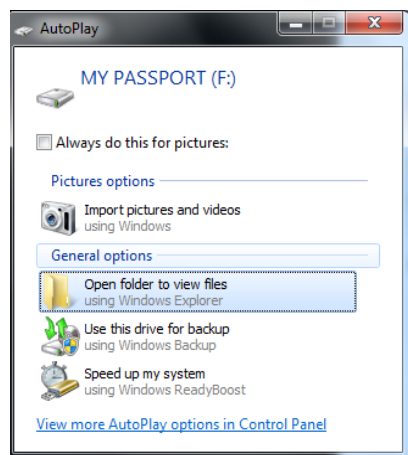 AutoPlay
MY PASSPORT (F:)
Always do this for pictures:
Pictures options
Import pictures and videos
using Windows
General options
Open folder to view files
using Windows Explorer
Use this drive for backup
using Windows Backup
Speed up my system
using Windows ReadyBoost
View more AutoPlay options in Control Panel